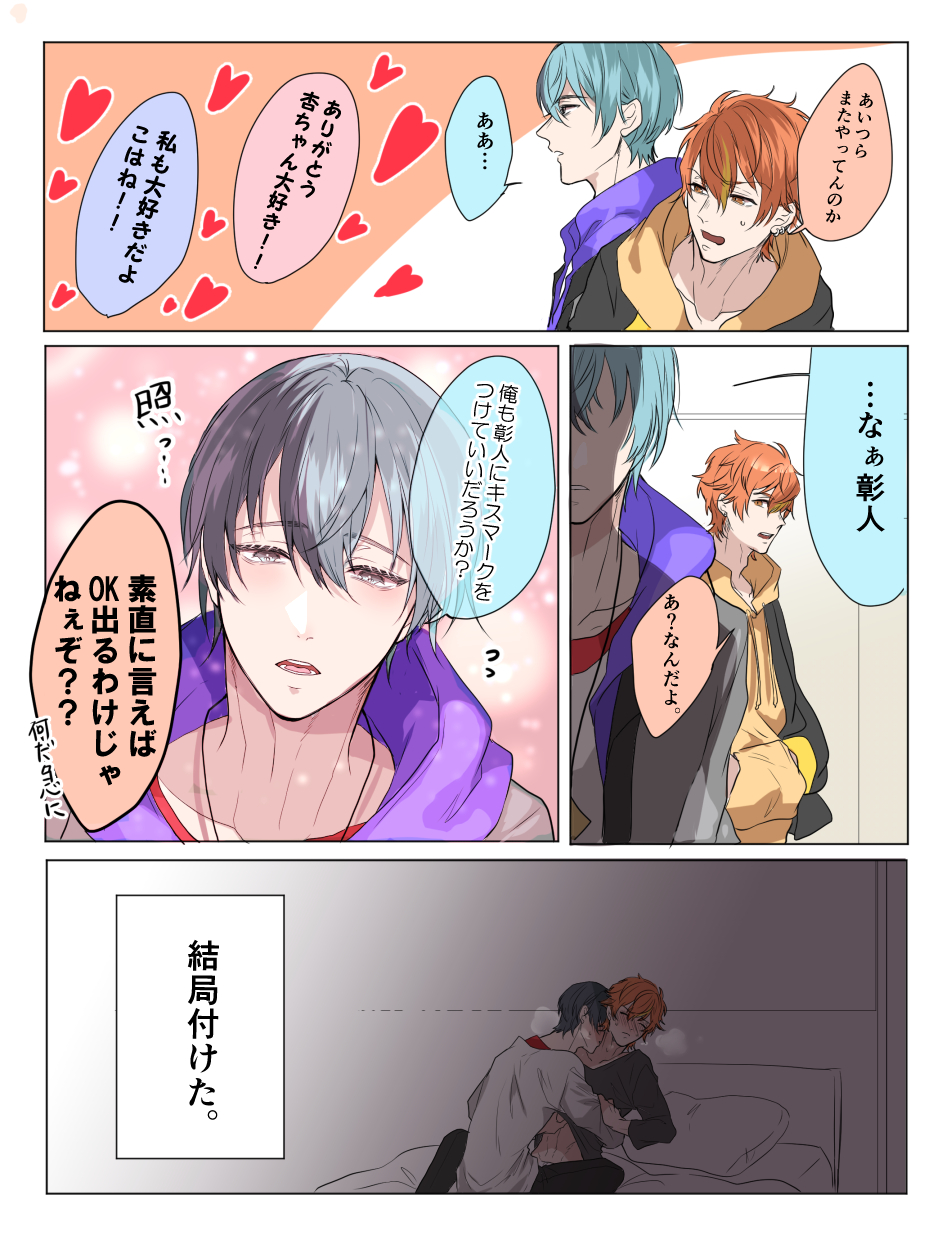 あいつら
またやってんのか
ああ…
ありがとう
杏ちゃん大好き！！
私も大好きだよ
こはね！！
…なぁ彰人
あ？なんだよ。
俺も彰人にキスマークを
つけていいだろうか？
照
素直に言えば
OK出るわけじゃ
ねぇぞ？？
何だ急に
結局付けた。